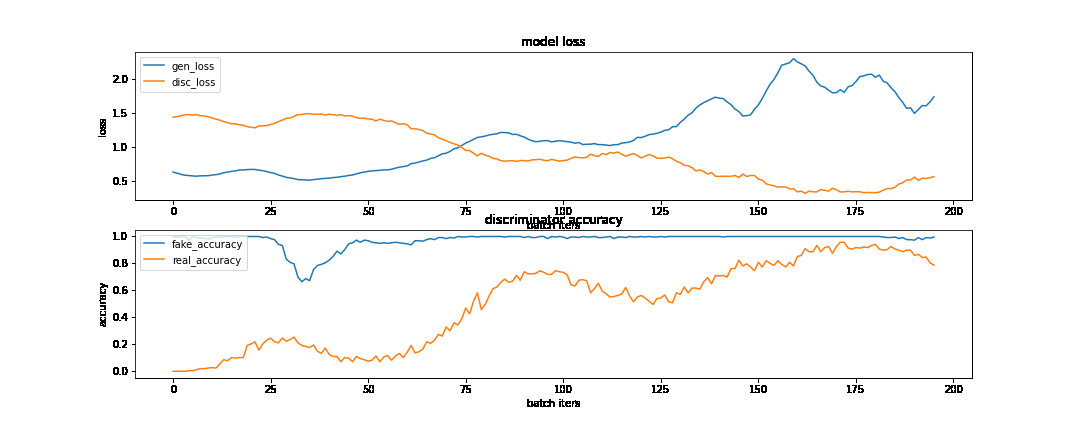 model loss
gen_loss
disc_loss
2.0
1.5
1.0
0.5
loss
0 25 50 75 100 125 150 175 200
batch iters
discriminator accuracy
fake_accuracy
real_accuracy
1.0
0.8
0.6
0.4
0.2
0.0
accuracy
0 25 50 75 100 125 150 175 200
batch iters